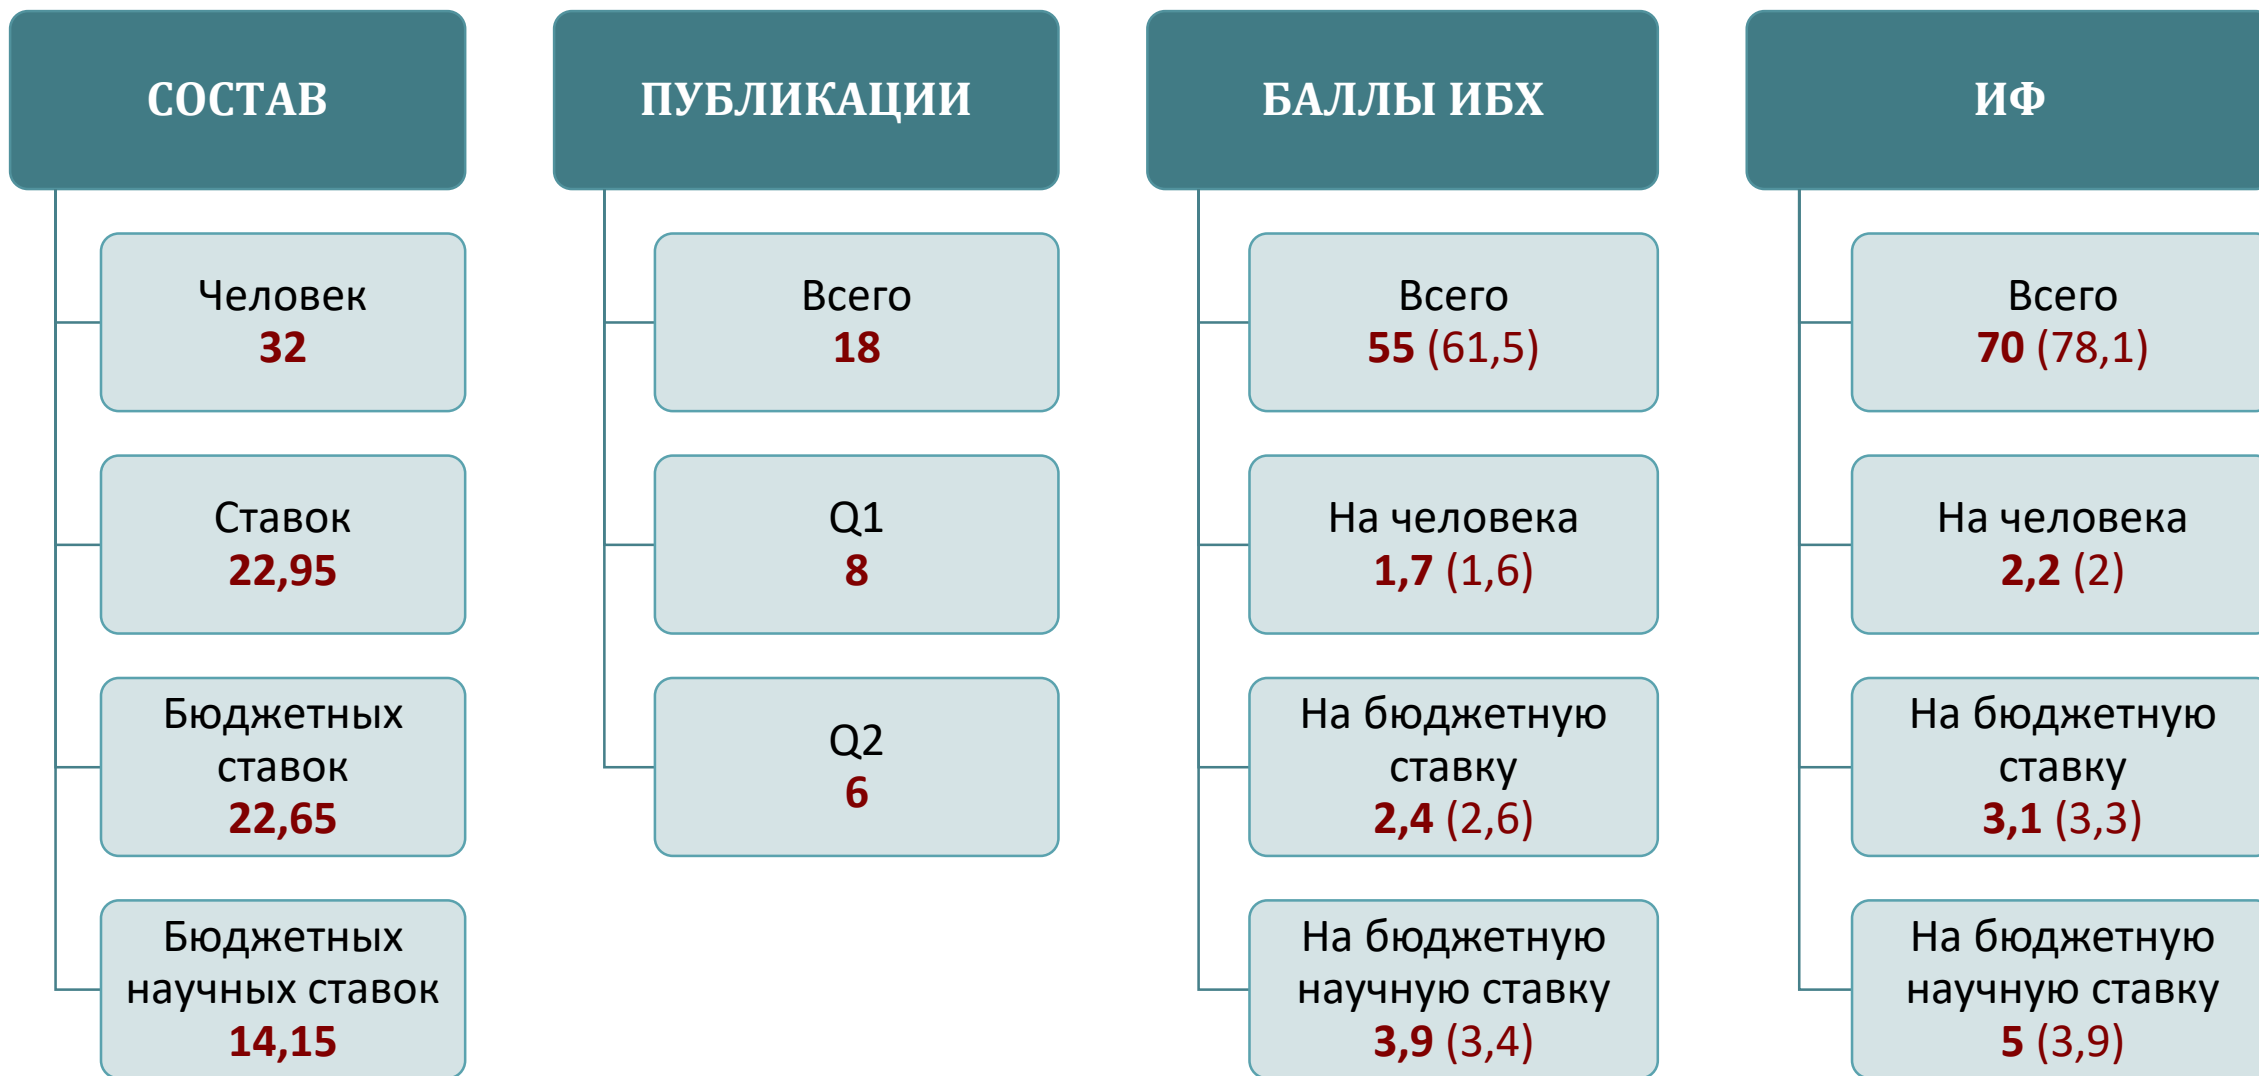 СОСТАВ
Человек
32
Ставок
22,95
Бюджетных
ставок
22,65
Бюджетных
научных ставок
14,15
ПУБЛИКАЦИИ
Всего
18
Q1
8
Q2
6
БАЛЛЫ ИБХ
Всего
55 (61,5)
На человека
1,7 (1,6)
На бюджетную
ставку
2,4 (2,6)
На бюджетную
научную ставку
3,9 (3,4)
ИФ
Всего
70 (78,1)
На человека
2,2 (2)
На бюджетную
ставку
3,1 (3,3)
На бюджетную
научную ставку
5 (3,9)